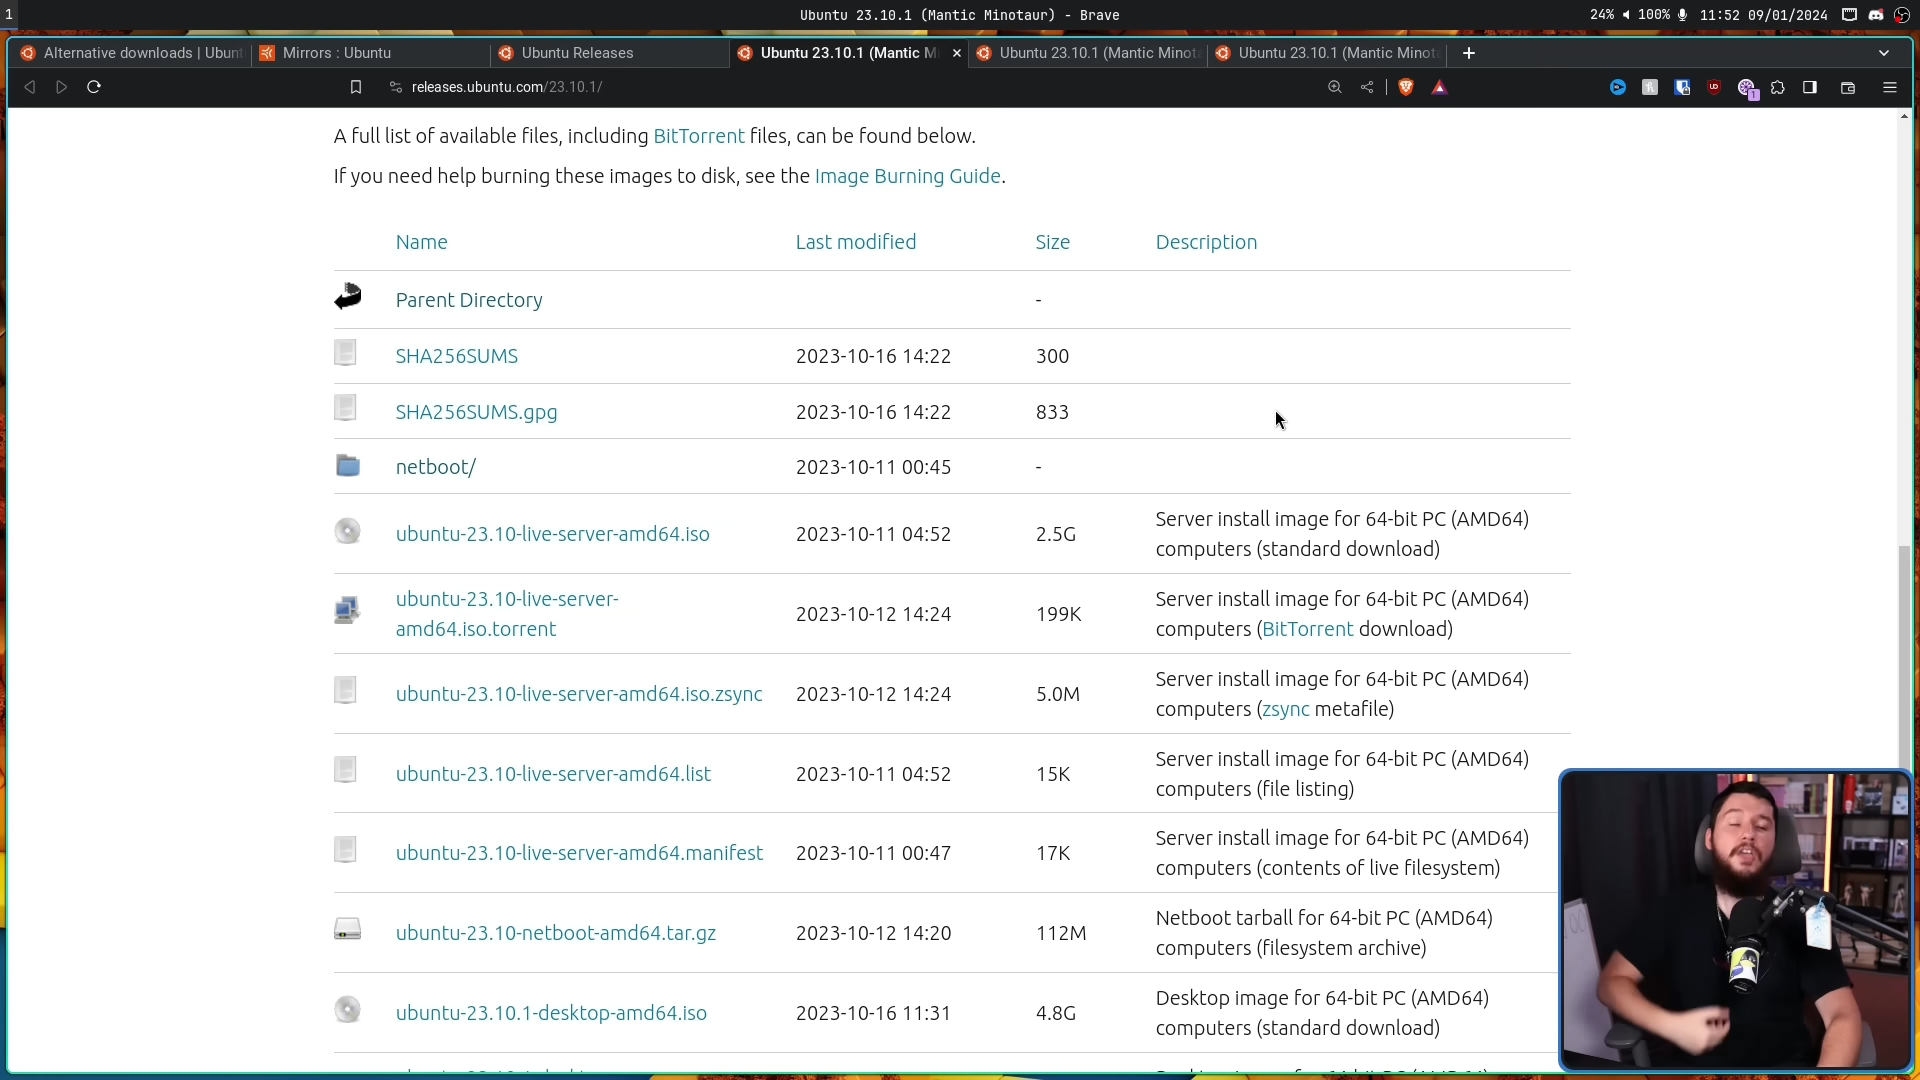 1
Ubuntu 23.10.1 (Mantic Minotaur) - Brave
24% 100% 11:52 09/01/2024
Alternative downloads | Ubunt
Mirrors : Ubuntu
Ubuntu Releases
Ubuntu 23.10.1 (Mantic M
Ubuntu 23.10.1 (Mantic Minot
Ubuntu 23.10.1 (Mantic Minot
releases.ubuntu.com/23.10.1/
A full list of available files, including BitTorrent files, can be found below.
If you need help burning these images to disk, see the Image Burning Guide.
Name Last modified Size Description
Parent Directory -
SHA256SUMS 2023-10-16 14:22 300
SHA256SUMS.gpg 2023-10-16 14:22 833
netboot/ 2023-10-11 00:45 -
ubuntu-23.10-live-server-amd64.iso 2023-10-11 04:52 2.5G Server install image for 64-bit PC (AMD64)
computers (standard download)
ubuntu-23.10-live-server-
amd64.iso.torrent 2023-10-12 14:24 199K Server install image for 64-bit PC (AMD64)
computers (BitTorrent download)
ubuntu-23.10-live-server-amd64.iso.zsync 2023-10-12 14:24 5.0M Server install image for 64-bit PC (AMD64)
computers (zsync metafile)
ubuntu-23.10-live-server-amd64.list 2023-10-11 04:52 15K Server install image for 64-bit PC (AMD64)
computers (file listing)
ubuntu-23.10-live-server-amd64.manifest 2023-10-11 00:47 17K Server install image for 64-bit PC (AMD64)
computers (contents of live filesystem)
ubuntu-23.10-netboot-amd64.tar.gz 2023-10-12 14:20 112M Netboot tarball for 64-bit PC (AMD64)
computers (filesystem archive)
ubuntu-23.10.1-desktop-amd64.iso 2023-10-16 11:31 4.8G Desktop image for 64-bit PC (AMD64)
computers (standard download)